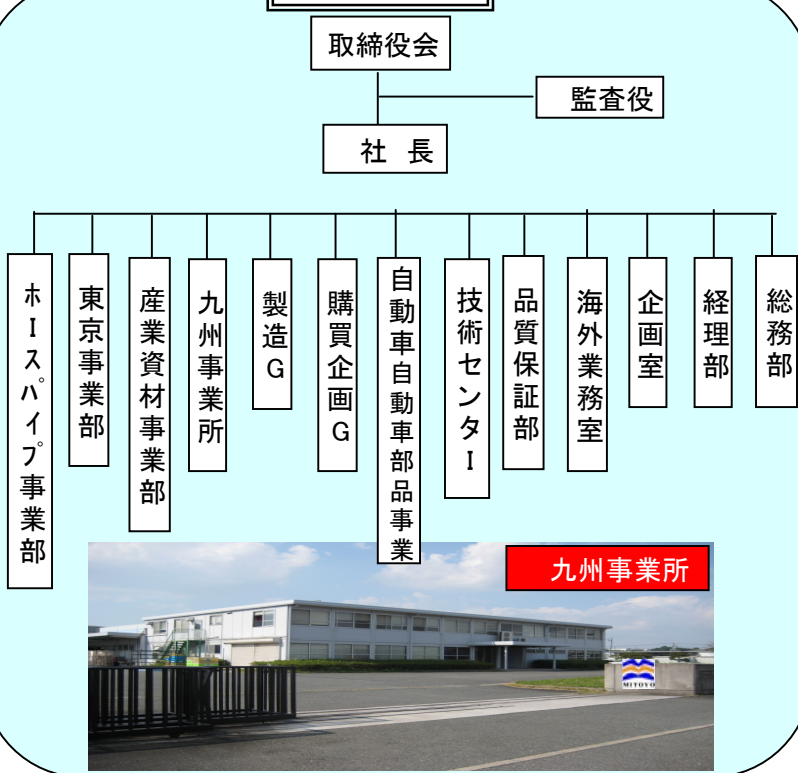 取締役会
監査役
社 長
ホIスパイプ事業部
東京事業部
産業資材事業部
九州事業所
製造G
購買企画G
自動車自動車部品事業
技術センタI
品質保証部
海外業務室
企画室
経理部
総務部
九州事業所
MITOYO